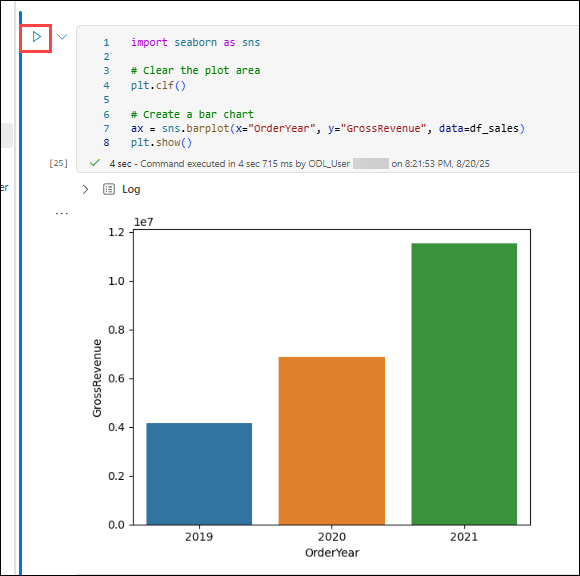 1 import seaborn as sns
2
3 # Clear the plot area
4 plt.clf()
5
6 # Create a bar chart
7 ax = sns.barplot(x="OrderYear", y="GrossRevenue", data=df_sales)
8 plt.show()
[25] 4 sec - Command executed in 4 sec 715 ms by ODL_User on 8:21:53 PM, 8/20/25
er
Log
...
1e7
1.2
1.0
0.8
0.6
0.4
0.2
0.0
GrossRevenue
2019 2020 2021
OrderYear